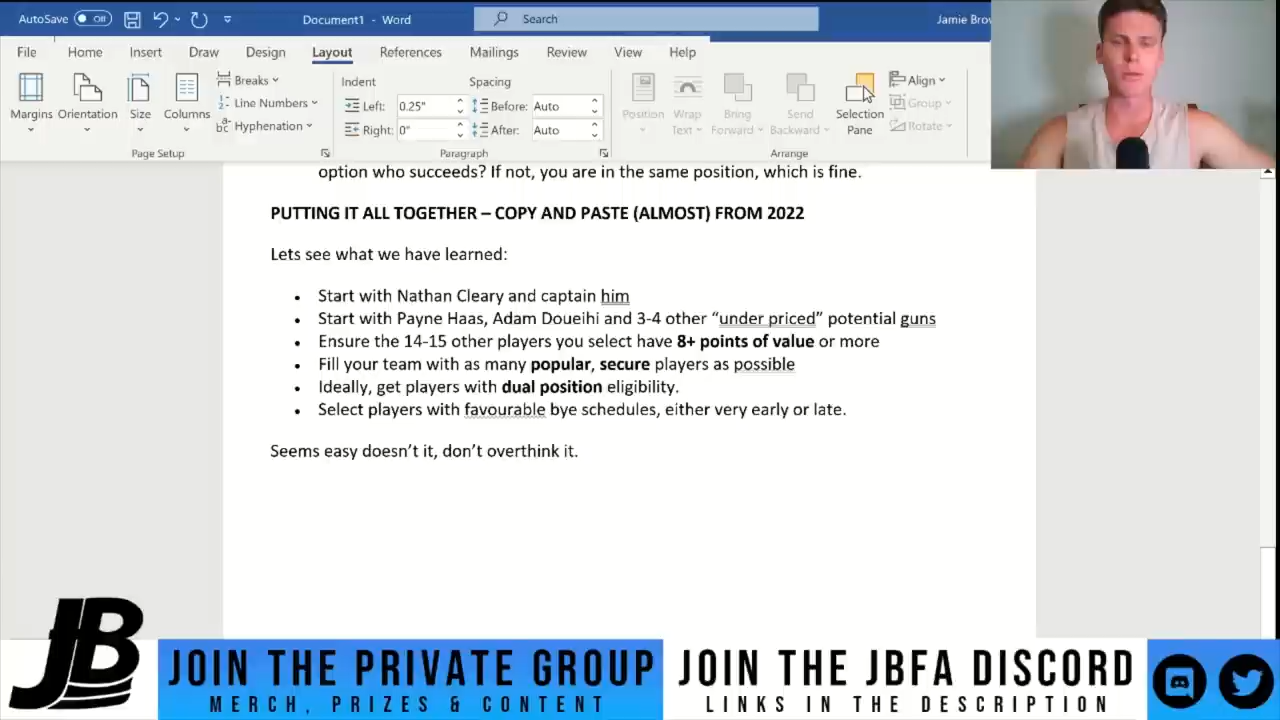 AutoSave Off Document1 - Word Search Jamie Brow
File Home Insert Draw Design Layout References Mailings Review View Help
Margins Orientation Size Columns Breaks Line Numbers Hyphenation
Indent Spacing
Left: 0.25" Before: Auto
Right: 0" After: Auto
Position Wrap Text Bring Forward Send Backward Selection Pane Align Group Rotate
Page Setup Paragraph Arrange
option who succeeds? If not, you are in the same position, which is fine.
PUTTING IT ALL TOGETHER – COPY AND PASTE (ALMOST) FROM 2022
Lets see what we have learned:
• Start with Nathan Cleary and captain him
• Start with Payne Haas, Adam Doueihi and 3-4 other “under priced” potential guns
• Ensure the 14-15 other players you select have 8+ points of value or more
• Fill your team with as many popular, secure players as possible
• Ideally, get players with dual position eligibility.
• Select players with favourable bye schedules, either very early or late.
Seems easy doesn’t it, don’t overthink it.
JB
JOIN THE PRIVATE GROUP
MERCH, PRIZES & CONTENT
JOIN THE JBFA DISCORD
LINKS IN THE DESCRIPTION